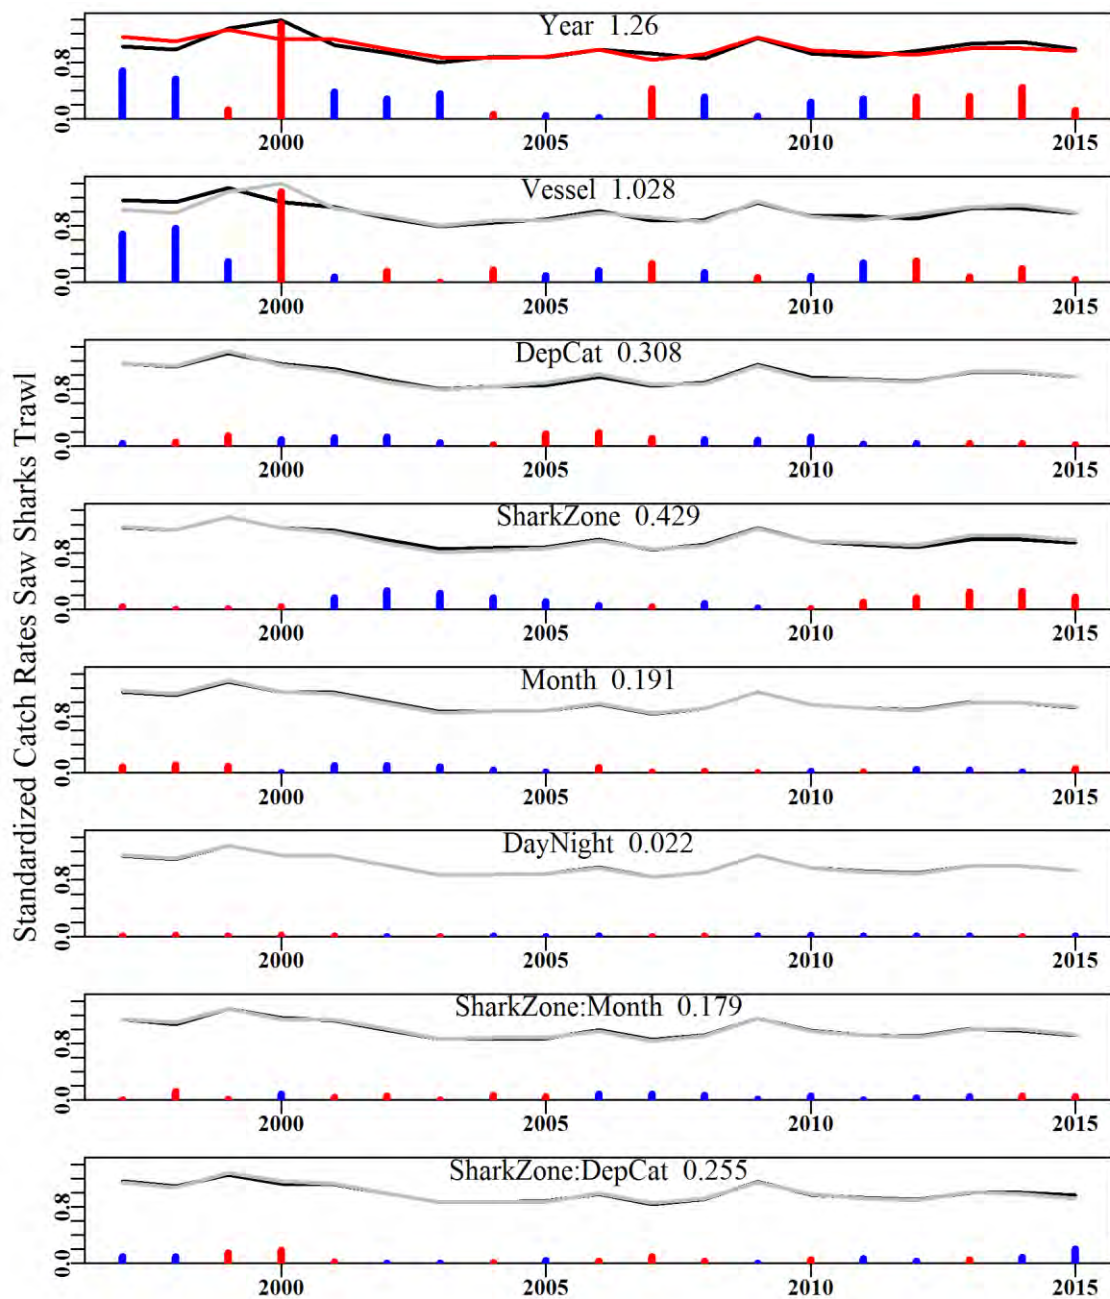 Standardized Catch Rates Saw Sharks Trawl
Year 1.26
0.0 0.8
2000 2005 2010 2015
Vessel 1.028
0.0 0.8
2000 2005 2010 2015
DepCat 0.308
0.0 0.8
2000 2005 2010 2015
SharkZone 0.429
0.0 0.8
2000 2005 2010 2015
Month 0.191
0.0 0.8
2000 2005 2010 2015
DayNight 0.022
0.0 0.8
2000 2005 2010 2015
SharkZone:Month 0.179
0.0 0.8
2000 2005 2010 2015
SharkZone:DepCat 0.255
0.0 0.8
2000 2005 2010 2015